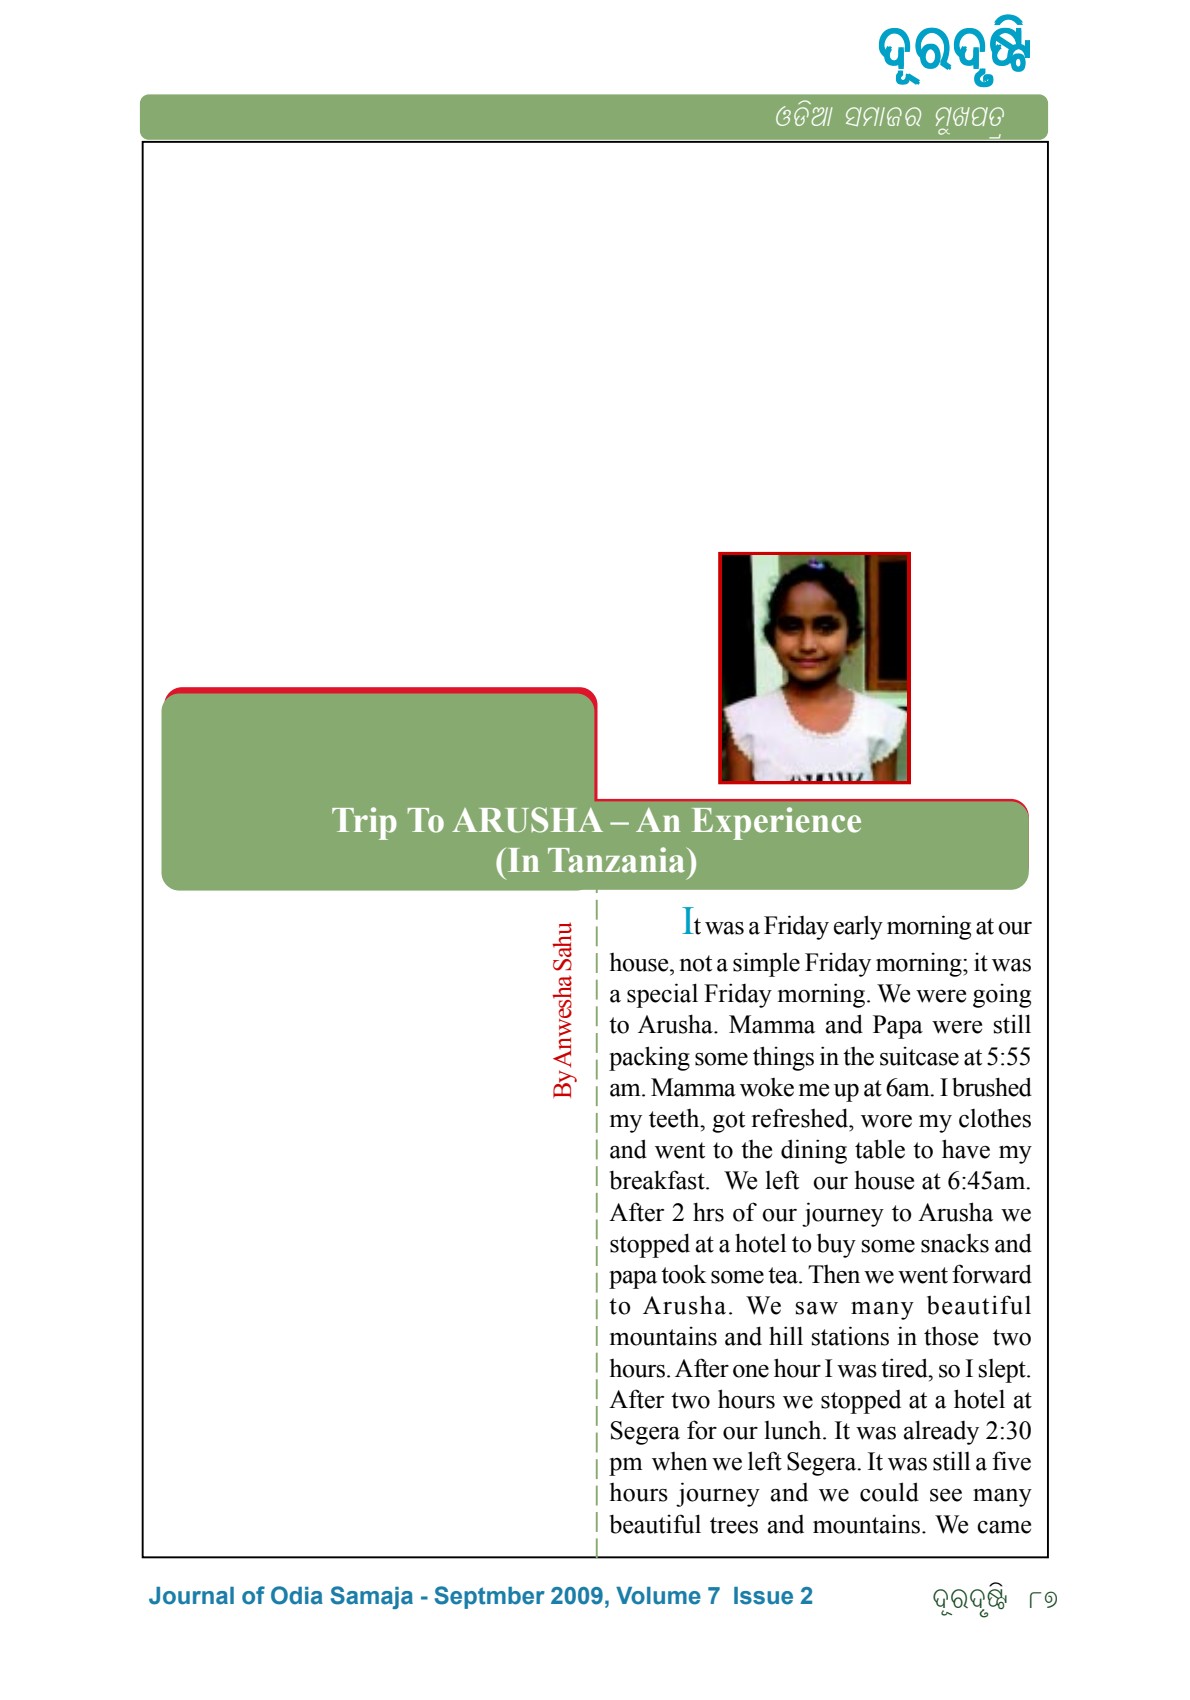 ଦୂରଦୃଷ୍ଟି
ଓଡିଆ ସମାଜର ମୁଖପତ୍ର
Trip To ARUSHA – An Experience
(In Tanzania)
By Anwesha Sahu
It was a Friday early morning at our
house, not a simple Friday morning; it was
a special Friday morning. We were going
to Arusha. Mamma and Papa were still
packing some things in the suitcase at 5:55
am. Mamma woke me up at 6am. I brushed
my teeth, got refreshed, wore my clothes
and went to the dining table to have my
breakfast. We left our house at 6:45am.
After 2 hrs of our journey to Arusha we
stopped at a hotel to buy some snacks and
papa took some tea. Then we went forward
to Arusha. We saw many beautiful
mountains and hill stations in those two
hours. After one hour I was tired, so I slept.
After two hours we stopped at a hotel at
Segera for our lunch. It was already 2:30
pm when we left Segera. It was still a five
hours journey and we could see many
beautiful trees and mountains. We came
Journal of Odia Samaja - Septmber 2009, Volume 7 Issue 2
ଦୂରଦୃଷ୍ଟି ୮୭